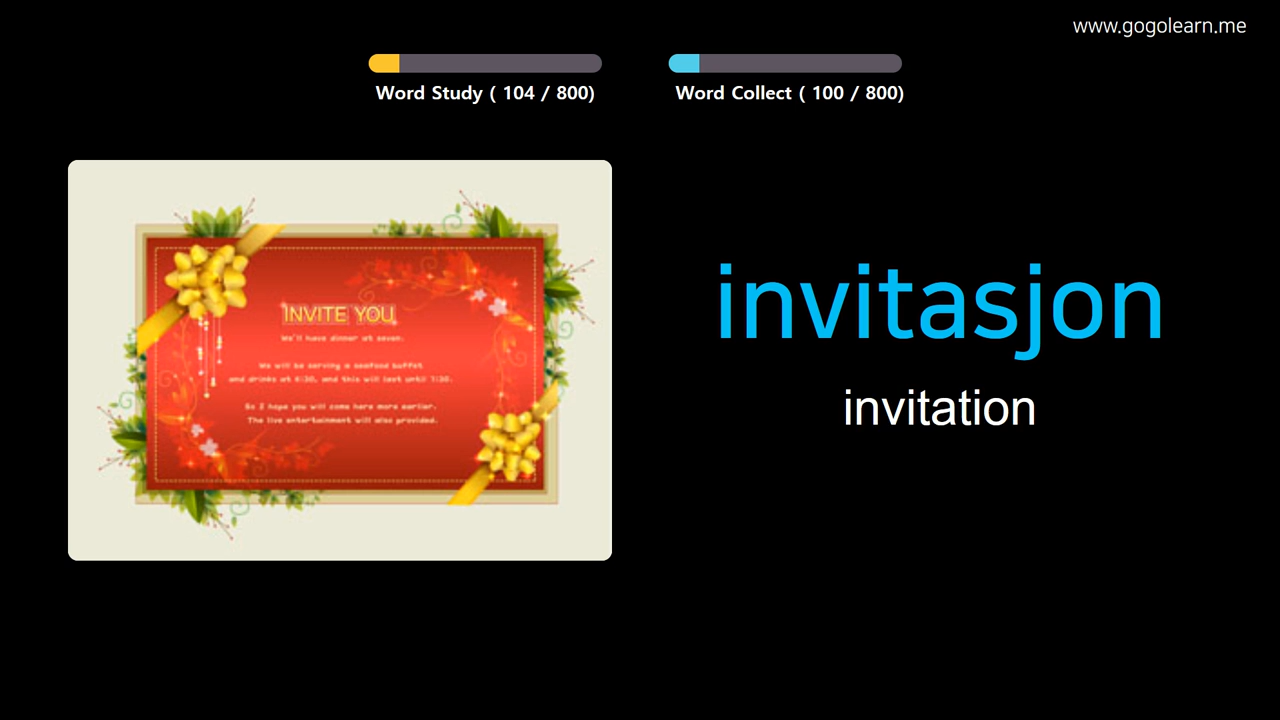 www.gogolearn.me
Word Study ( 104 / 800)
Word Collect ( 100 / 800)
INVITE YOU
We'll have dinner at seven.
We will be serving a seafood buffet
and drinks at 6:30, and this will last until 1:30.
So I hope you will come here more earlier.
The live entertainment will also provided.
invitasjon
invitation